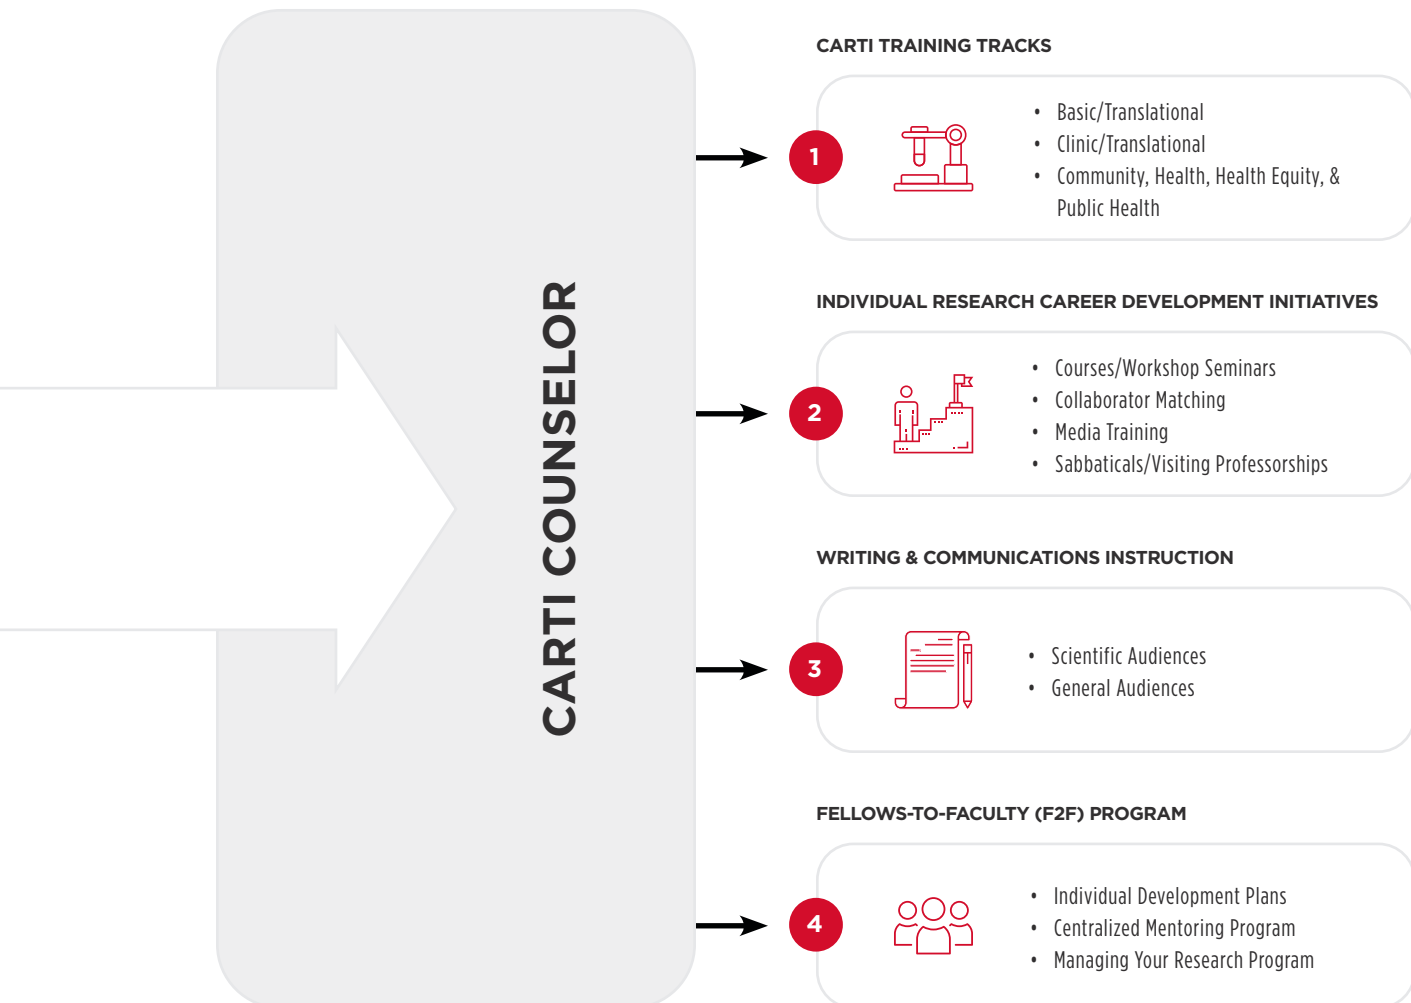 CARTI COUNSELOR
CARTI TRAINING TRACKS
1
• Basic/Translational
• Clinic/Translational
• Community, Health, Health Equity, &
Public Health
INDIVIDUAL RESEARCH CAREER DEVELOPMENT INITIATIVES
2
• Courses/Workshop Seminars
• Collaborator Matching
• Media Training
• Sabbaticals/Visiting Professorships
WRITING & COMMUNICATIONS INSTRUCTION
3
• Scientific Audiences
• General Audiences
FELLOWS-TO-FACULTY (F2F) PROGRAM
4
• Individual Development Plans
• Centralized Mentoring Program
• Managing Your Research Program